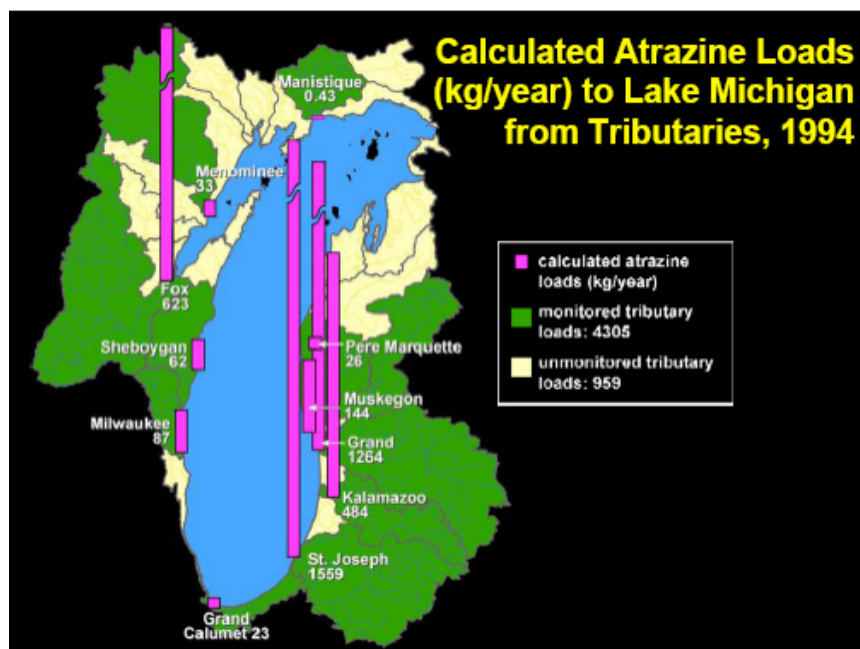 Calculated Atrazine Loads
(kg/year) to Lake Michigan
from Tributaries, 1994
Manistique
0.43
Menominee
33
Fox
623
Sheboygan
62
Milwaukee
87
Pere Marquette
26
Muskegon
144
Grand
1264
Kalamazoo
484
St. Joseph
1559
Grand
Calumet 23
calculated atrazine
loads (kg/year)
monitored tributary
loads: 4305
unmonitored tributary
loads: 959